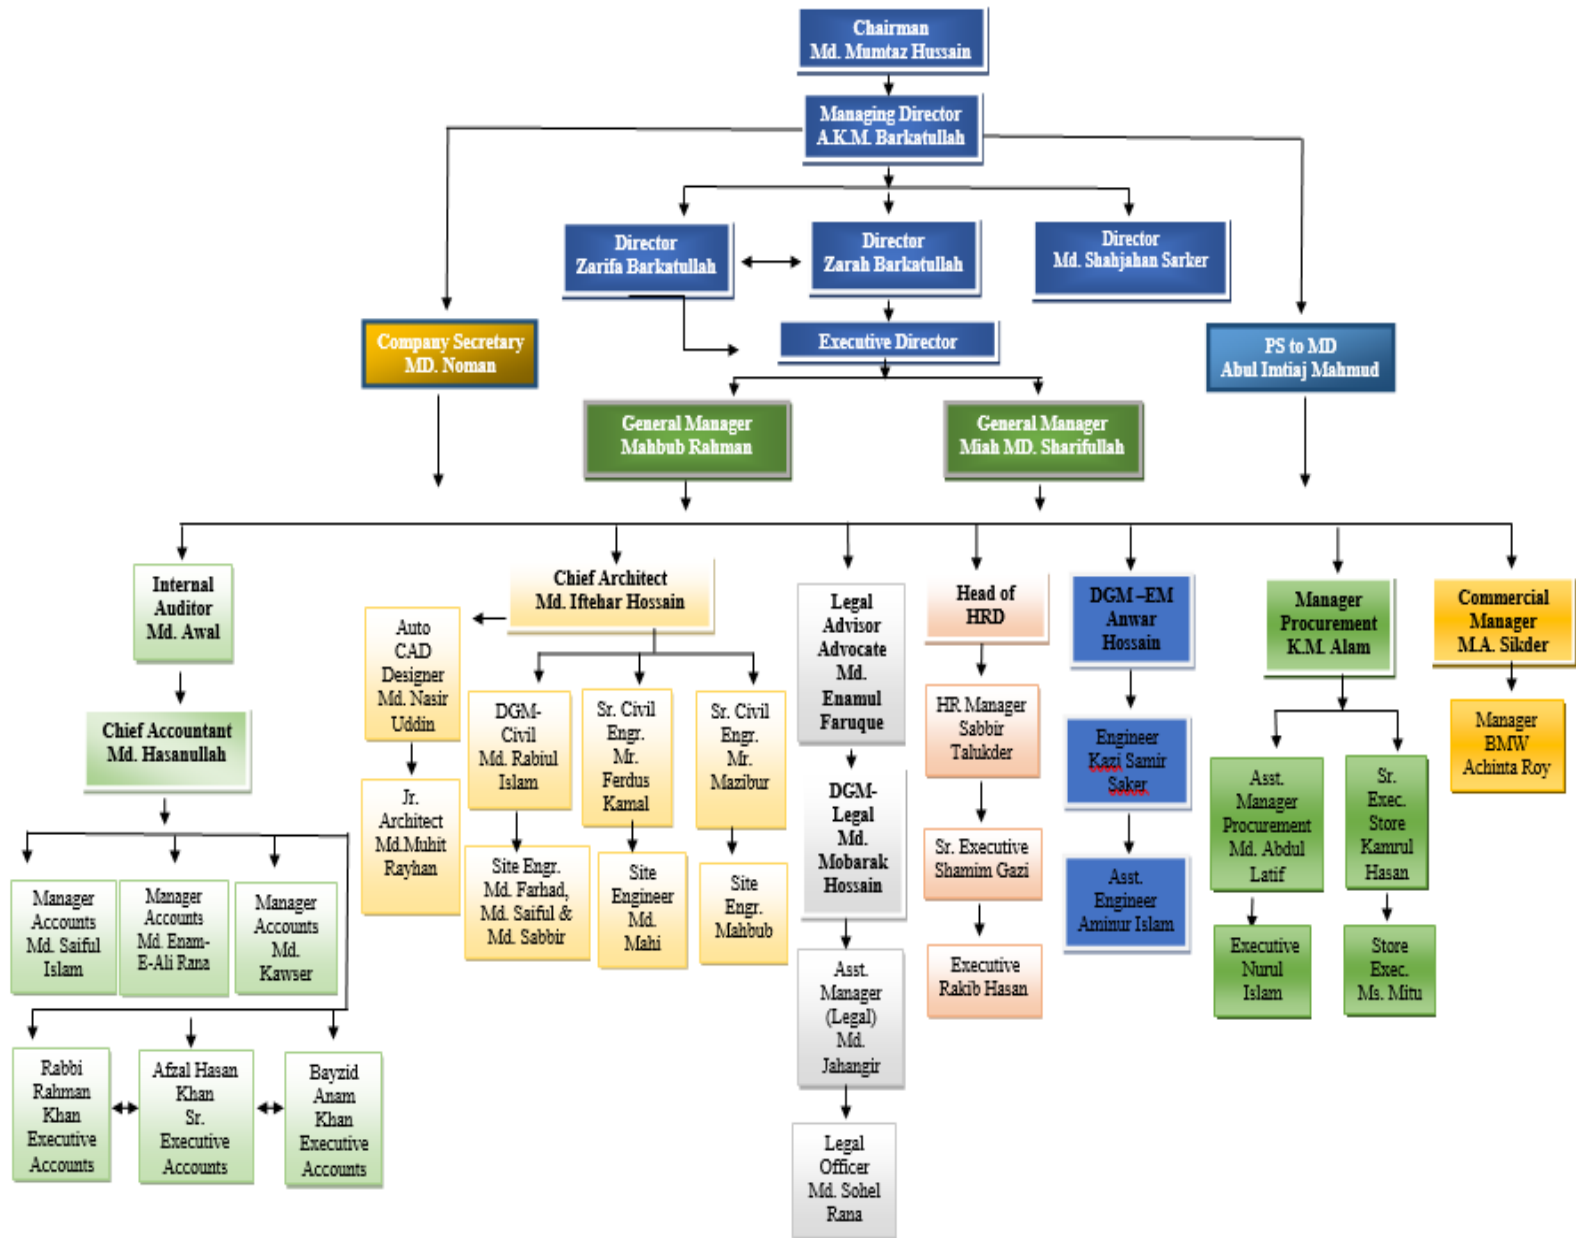 Chairman
Md. Mumtaz Hussain
Managing Director
A.K.M. Barkatullah
Director
Zarifa Barkatullah
Director
Zarah Barkatullah
Director
Md. Shahjahan Sarker
Company Secretary
MD. Noman
Executive Director
PS to MD
Abul Imtiaj Mahmud
General Manager
Mahbub Rahman
General Manager
Miah MD. Sharifullah
Internal
Auditor
Md. Awal
Chief Accountant
Md. Hasanullah
Manager
Accounts
Md. Saiful
Islam
Manager
Accounts
Md. Enam-
E-Ali Rana
Manager
Accounts
Md.
Kawser
Rabbi
Rahman
Khan
Executive
Accounts
Afzal Hasan
Khan
Sr.
Executive
Accounts
Bayzid
Anam
Khan
Executive
Accounts
Chief Architect
Md. Iftehar Hossain
Auto
CAD
Designer
Md. Nasir
Uddin
Jr.
Architect
Md.Muhit
Rayhan
DGM-
Civil
Md. Rabiul
Islam
Site Engr.
Md. Farhad,
Md. Saiful &
Md. Sabbir
Sr. Civil
Engr.
Mr.
Ferdus
Kamal
Site
Engineer
Md.
Mahi
Sr. Civil
Engr.
Mr.
Mazibur
Site
Engr.
Mahbub
Legal
Advisor
Advocate
Md.
Enamul
Faruque
DGM-
Legal
Md.
Mobarak
Hossain
Asst.
Manager
(Legal)
Md.
Jahangir
Legal
Officer
Md. Sohel
Rana
Head of
HRD
HR Manager
Sabbir
Talukder
Sr. Executive
Shamim Gazi
Executive
Rakib Hasan
DGM –EM
Anwar
Hossain
Engineer
Kazi Samir
Saker
Asst.
Engineer
Aminur Islam
Manager
Procurement
K.M. Alam
Asst.
Manager
Procurement
Md. Abdul
Latif
Executive
Nurul
Islam
Sr.
Exec.
Store
Kamrul
Hasan
Store
Exec.
Ms. Mitu
Commercial
Manager
M.A. Sikder
Manager
BMW
Achinta Roy